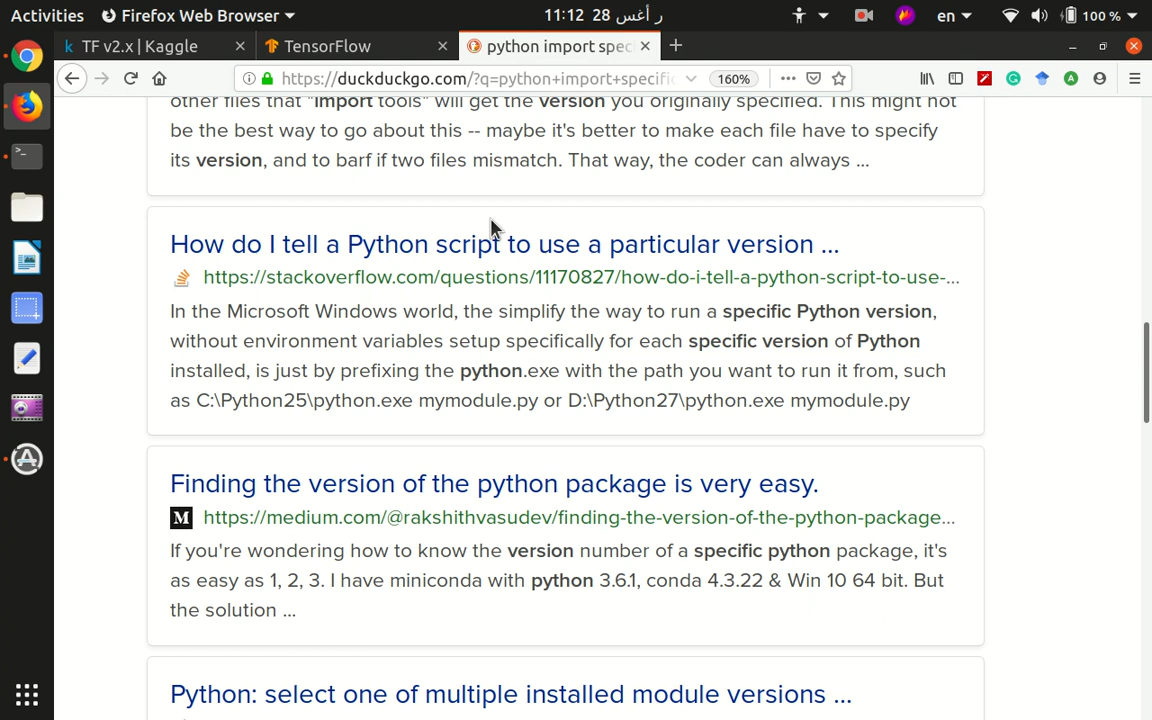 Activities
Firefox Web Browser
11:12 28 ر أغس
en
100 %
TF v2.x | Kaggle
TensorFlow
python import spec
https://duckduckgo.com/?q=python+import+specific
160%
other files that "import tools" will get the version you originally specified. This might not
be the best way to go about this -- maybe it's better to make each file have to specify
its version, and to barf if two files mismatch. That way, the coder can always ...
How do I tell a Python script to use a particular version ...
https://stackoverflow.com/questions/11170827/how-do-i-tell-a-python-script-to-use-...
In the Microsoft Windows world, the simplify the way to run a specific Python version,
without environment variables setup specifically for each specific version of Python
installed, is just by prefixing the python.exe with the path you want to run it from, such
as C:\Python25\python.exe mymodule.py or D:\Python27\python.exe mymodule.py
Finding the version of the python package is very easy.
M
https://medium.com/@rakshithvasudev/finding-the-version-of-the-python-package...
If you're wondering how to know the version number of a specific python package, it's
as easy as 1, 2, 3. I have miniconda with python 3.6.1, conda 4.3.22 & Win 10 64 bit. But
the solution ...
Python: select one of multiple installed module versions ...